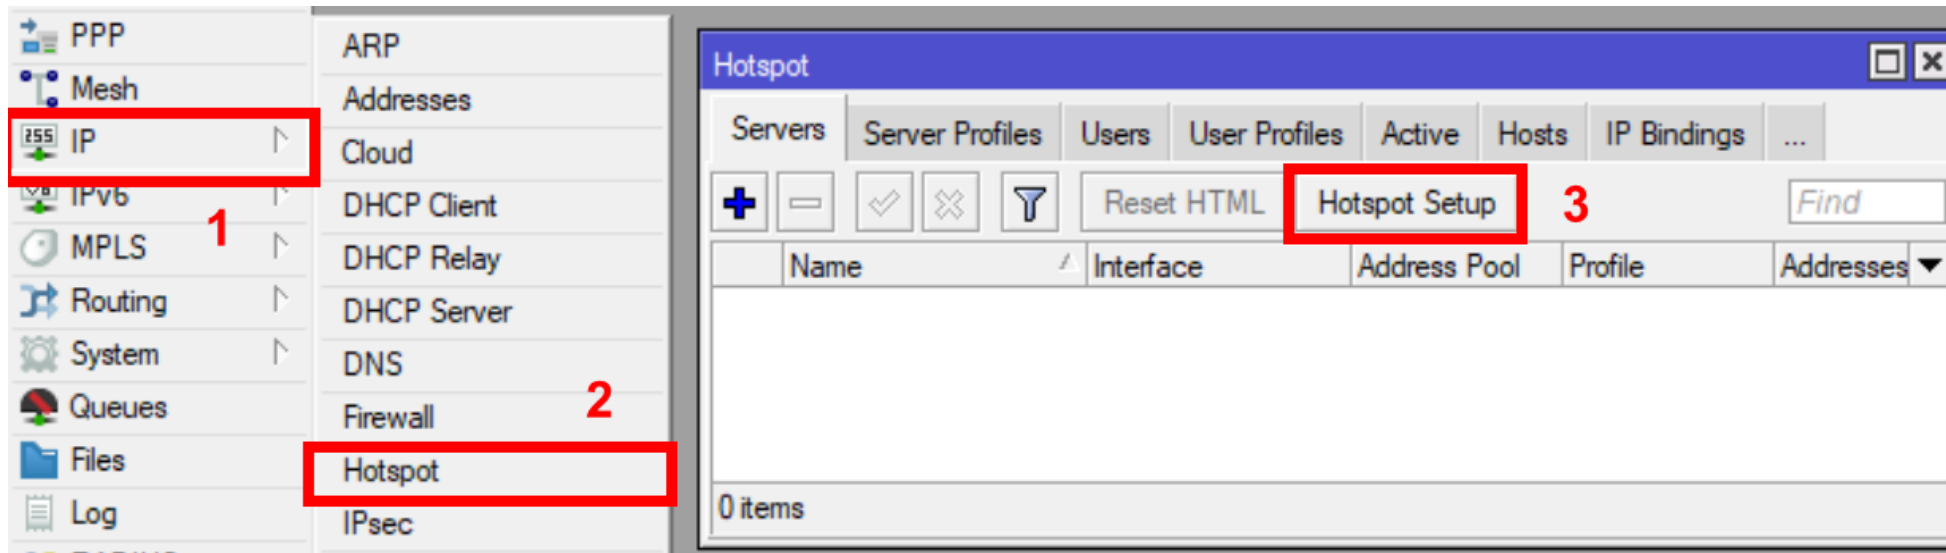 PPP
Mesh
IP
IPv6
1
MPLS
Routing
System
Queues
Files
Log
ARP
Addresses
Cloud
DHCP Client
DHCP Relay
DHCP Server
DNS
Firewall
2
Hotspot
IPsec
Hotspot
Servers Server Profiles Users User Profiles Active Hosts IP Bindings ...
Reset HTML Hotspot Setup 3 Find
Name Interface Address Pool Profile Addresses
0 items